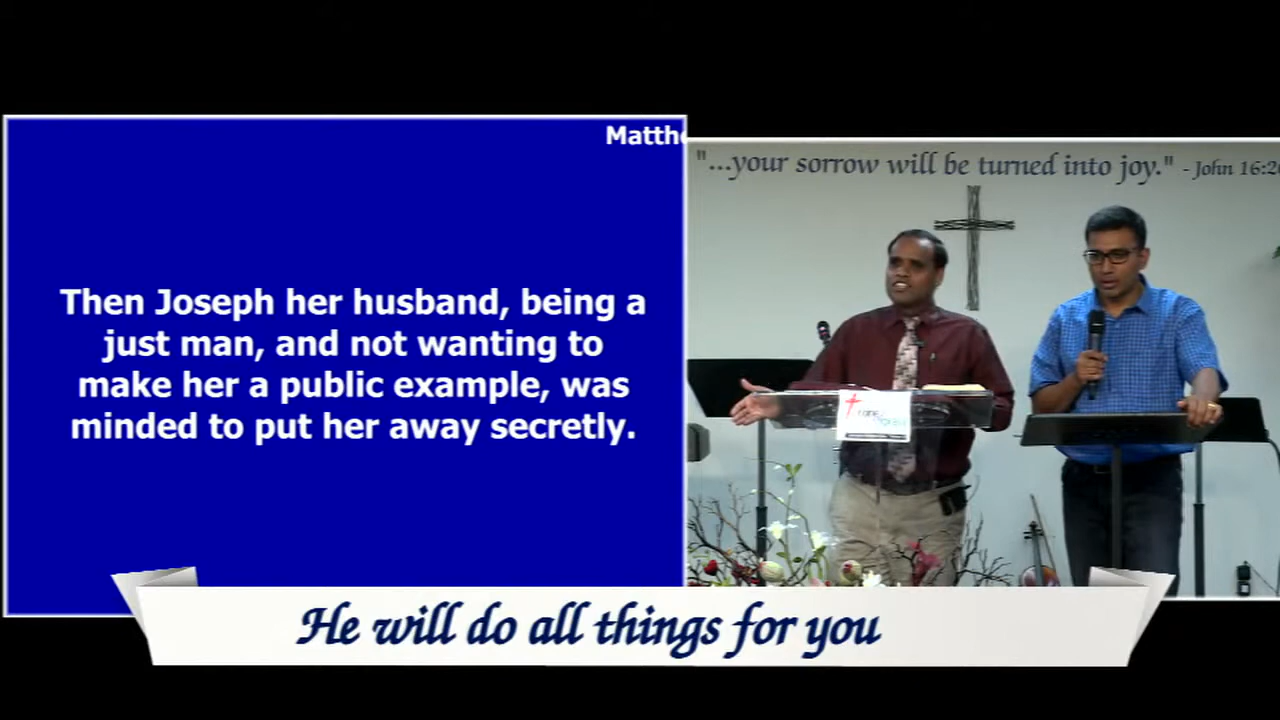 Matthe
"...your sorrow will be turned into joy." - John 16:20
Then Joseph her husband, being a
just man, and not wanting to
make her a public example, was
minded to put her away secretly.
He will do all things for you